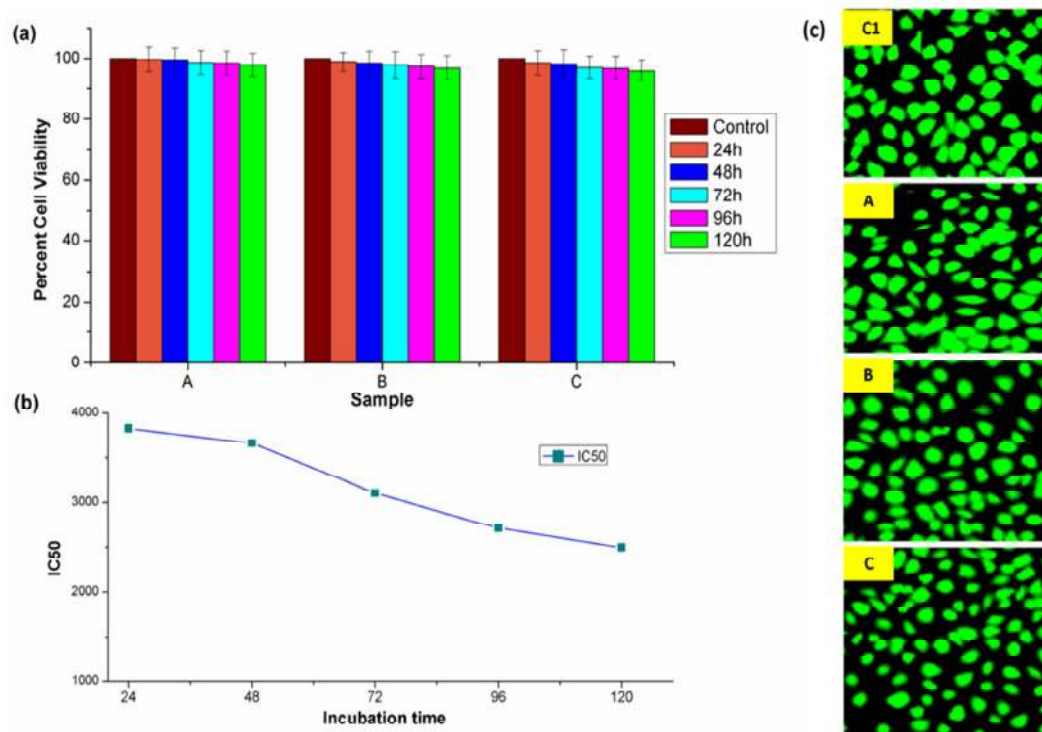 (a)
Percent Cell Viability
100
80
60
40
20
0
A
B
C
Sample
Control
24h
48h
72h
96h
120h
(b)
IC50
4000
3000
2000
1000
24
48
72
96
120
Incubation time
IC50
(c)
C1
A
B
C